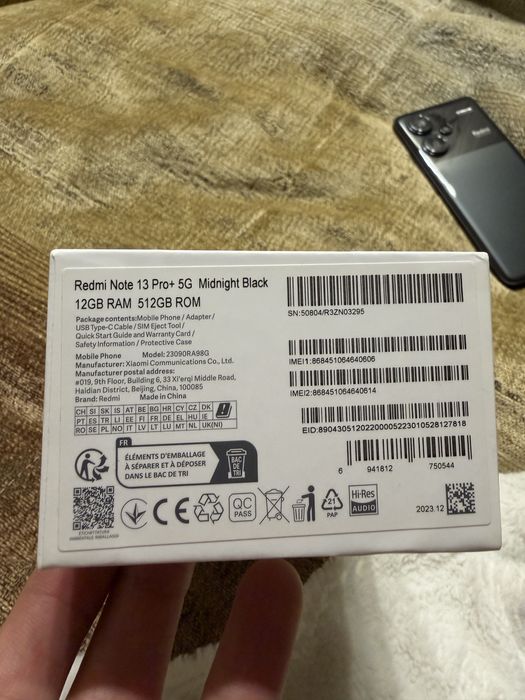 Redmi
Redmi Note 13 Pro+ 5G Midnight Black
12GB RAM 512GB ROM
Package contents:Mobile Phone / Adapter /
USB Type-C Cable / SIM Eject Tool /
Quick Start Guide and Warranty Card /
Safety Information / Protective Case
Mobile Phone Model: 23090RA98G
Manufacturer: Xiaomi Communications Co., Ltd.
Manufacturer postal address:
#019, 9th Floor, Building 6, 33 Xi'erqi Middle Road,
Haidian District, Beijing, China, 100085
Brand: Redmi Made in China
CH SI SK IS AT BE BG HR CY CZ DK
PT ES TR LI EE FI FR DE EL HU IE
RO SE PL NO IT LV LT LU MT NL UK(NI)
SN:50804/R3ZN03295
IMEI1:868451064640606
IMEI2:868451064640614
EID:89043051202200005223010528127818
6 941812 750544
FR
ÉLÉMENTS D'EMBALLAGE
À SÉPARER ET À DÉPOSER
DANS LE BAC DE TRI
BAC
DE
TRI
CE
QC
PASS
21
PAP
Hi-Res
AUDIO
2023.12